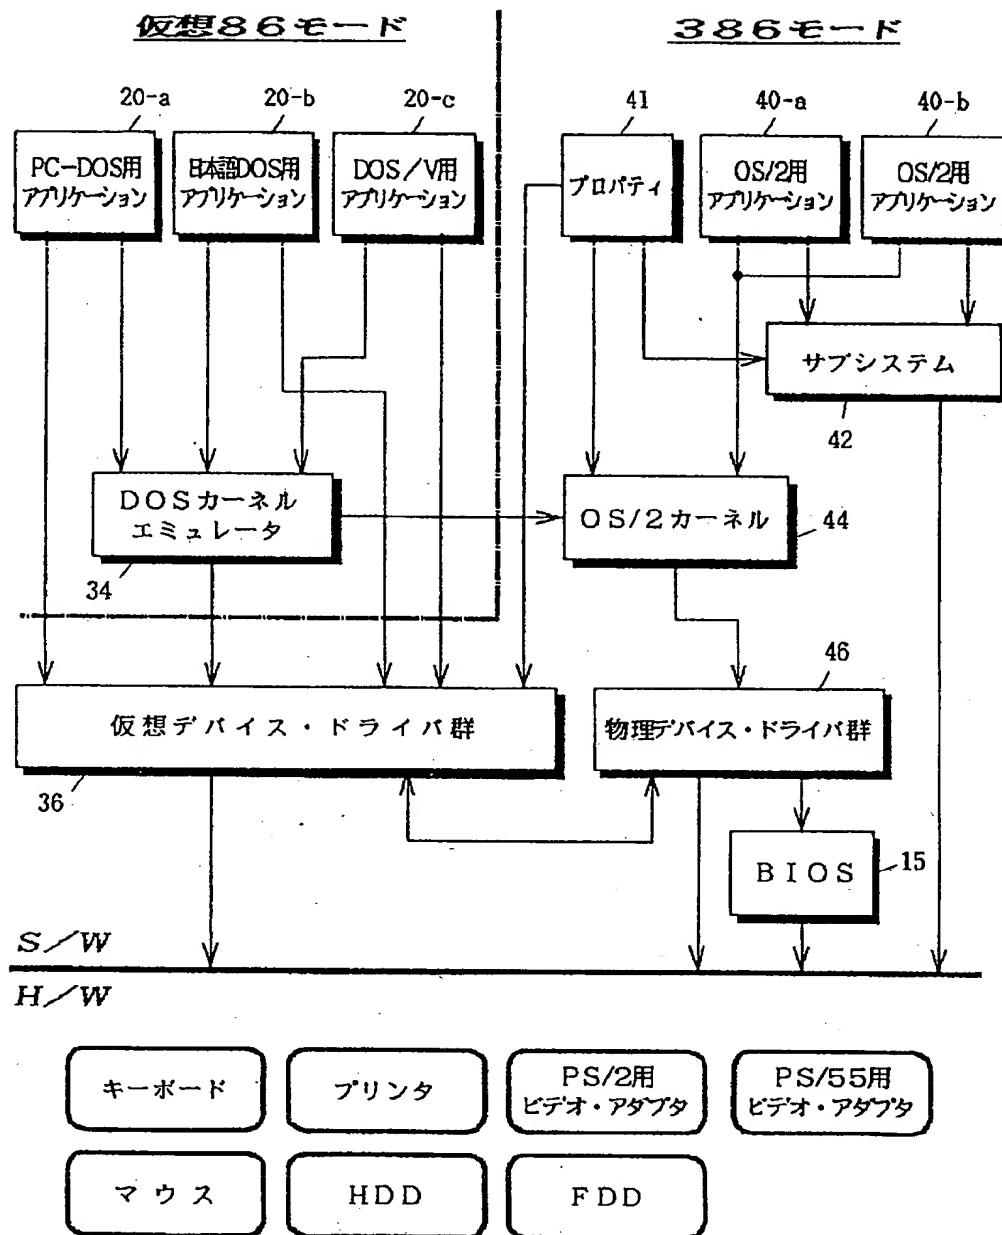 仮想86モード
386モード
20-a
20-b
20-c
41
40-a
40-b
PC-DOS用
アプリケーション
日本語DOS用
アプリケーション
DOS/V用
アプリケーション
プロパティ
OS/2用
アプリケーション
OS/2用
アプリケーション
サブシステム
42
DOSカーネル
エミュレータ
34
OS/2カーネル
44
46
仮想デバイス・ドライバ群
36
物理デバイス・ドライバ群
BIOS
15
S/W
H/W
キーボード
プリンタ
PS/2用
ビデオ・アダプタ
PS/55用
ビデオ・アダプタ
マウス
HDD
FDD